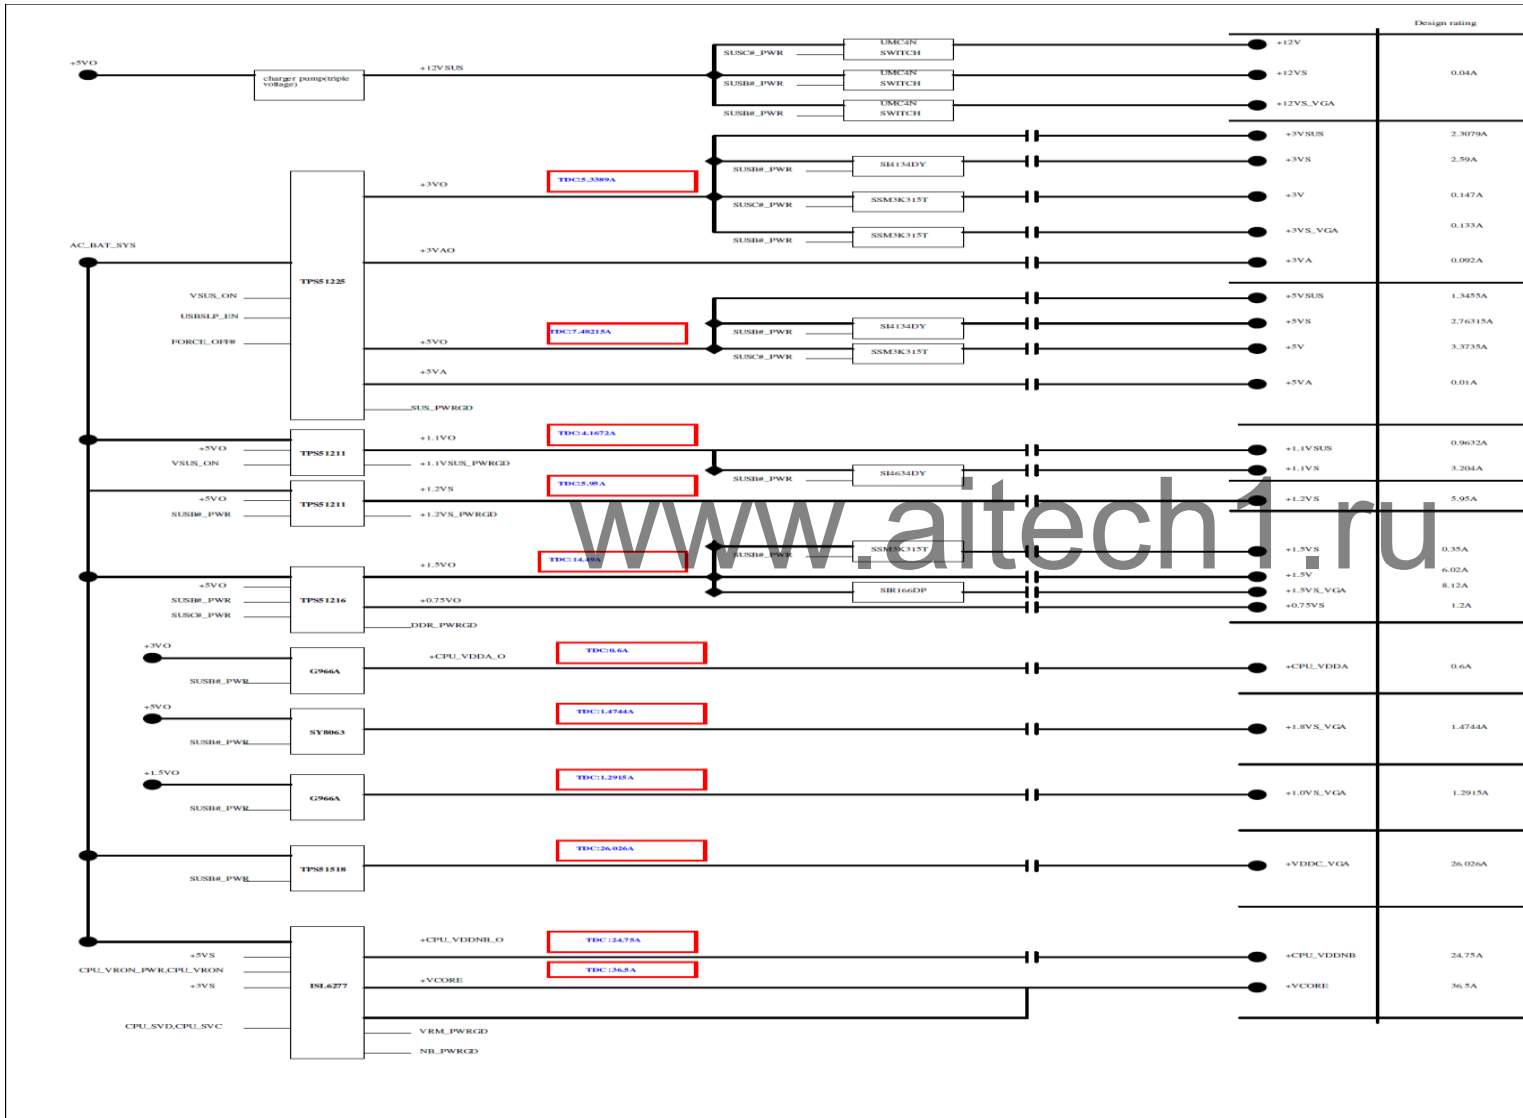 Design rating
+5VO
charger pump(triple voltage)
+12VSUS
SUSC#_PWR
UMC4N SWITCH
+12V
SUSB#_PWR
UMC4N SWITCH
+12VS
0.04A
SUSB#_PWR
UMC4N SWITCH
+12VS_VGA
+3VSUS
2.3079A
+3VO
TDC:5.3389A
SUSB#_PWR
SI4134DY
+3VS
2.59A
SUSC#_PWR
SSM3K315T
+3V
0.147A
SUSB#_PWR
SSM3K315T
+3VS_VGA
0.133A
AC_BAT_SYS
+3VAO
+3VA
0.092A
TPS51225
VSUS_ON
USBSLP_EN
FORCE_OFF#
+5VSUS
1.3455A
+5VO
TDC:7.48215A
SUSB#_PWR
SI4134DY
+5VS
2.76315A
SUSC#_PWR
SSM3K315T
+5V
3.3735A
+5VA
+5VA
0.01A
SUS_PWRGD
+1.1VO
TDC:4.1672A
+5VO
TPS51211
+1.1VSUS
0.9632A
VSUS_ON
+1.1VSUS_PWRGD
SUSB#_PWR
SI4634DY
+1.1VS
3.204A
+1.2VS
TDC:5.95A
+5VO
TPS51211
+1.2VS
5.95A
SUSB#_PWR
+1.2VS_PWRGD
www.aitech1.ru
SUSB#_PWR
SSM3K315T
+1.5VS
0.35A
+1.5VO
TDC:14.49A
+1.5V
6.02A
+5VO
SIR166DP
+1.5VS_VGA
8.12A
SUSB#_PWR
TPS51216
+0.75VO
+0.75VS
1.2A
SUSC#_PWR
DDR_PWRGD
+3VO
G966A
+CPU_VDDA_O
TDC:0.6A
+CPU_VDDA
0.6A
SUSB#_PWR
+5VO
SY8063
TDC:1.4744A
+1.8VS_VGA
1.4744A
SUSB#_PWR
+1.5VO
G966A
TDC:1.2915A
+1.0VS_VGA
1.2915A
SUSB#_PWR
TPS51518
TDC:26.026A
+VDDC_VGA
26.026A
SUSB#_PWR
+CPU_VDDNB_O
TDC :24.75A
+5VS
+CPU_VDDNB
24.75A
CPU_VRON_PWR,CPU_VRON
TDC :36.5A
+3VS
ISL6277
+VCORE
+VCORE
36.5A
CPU_SVD,CPU_SVC
VRM_PWRGD
NB_PWRGD